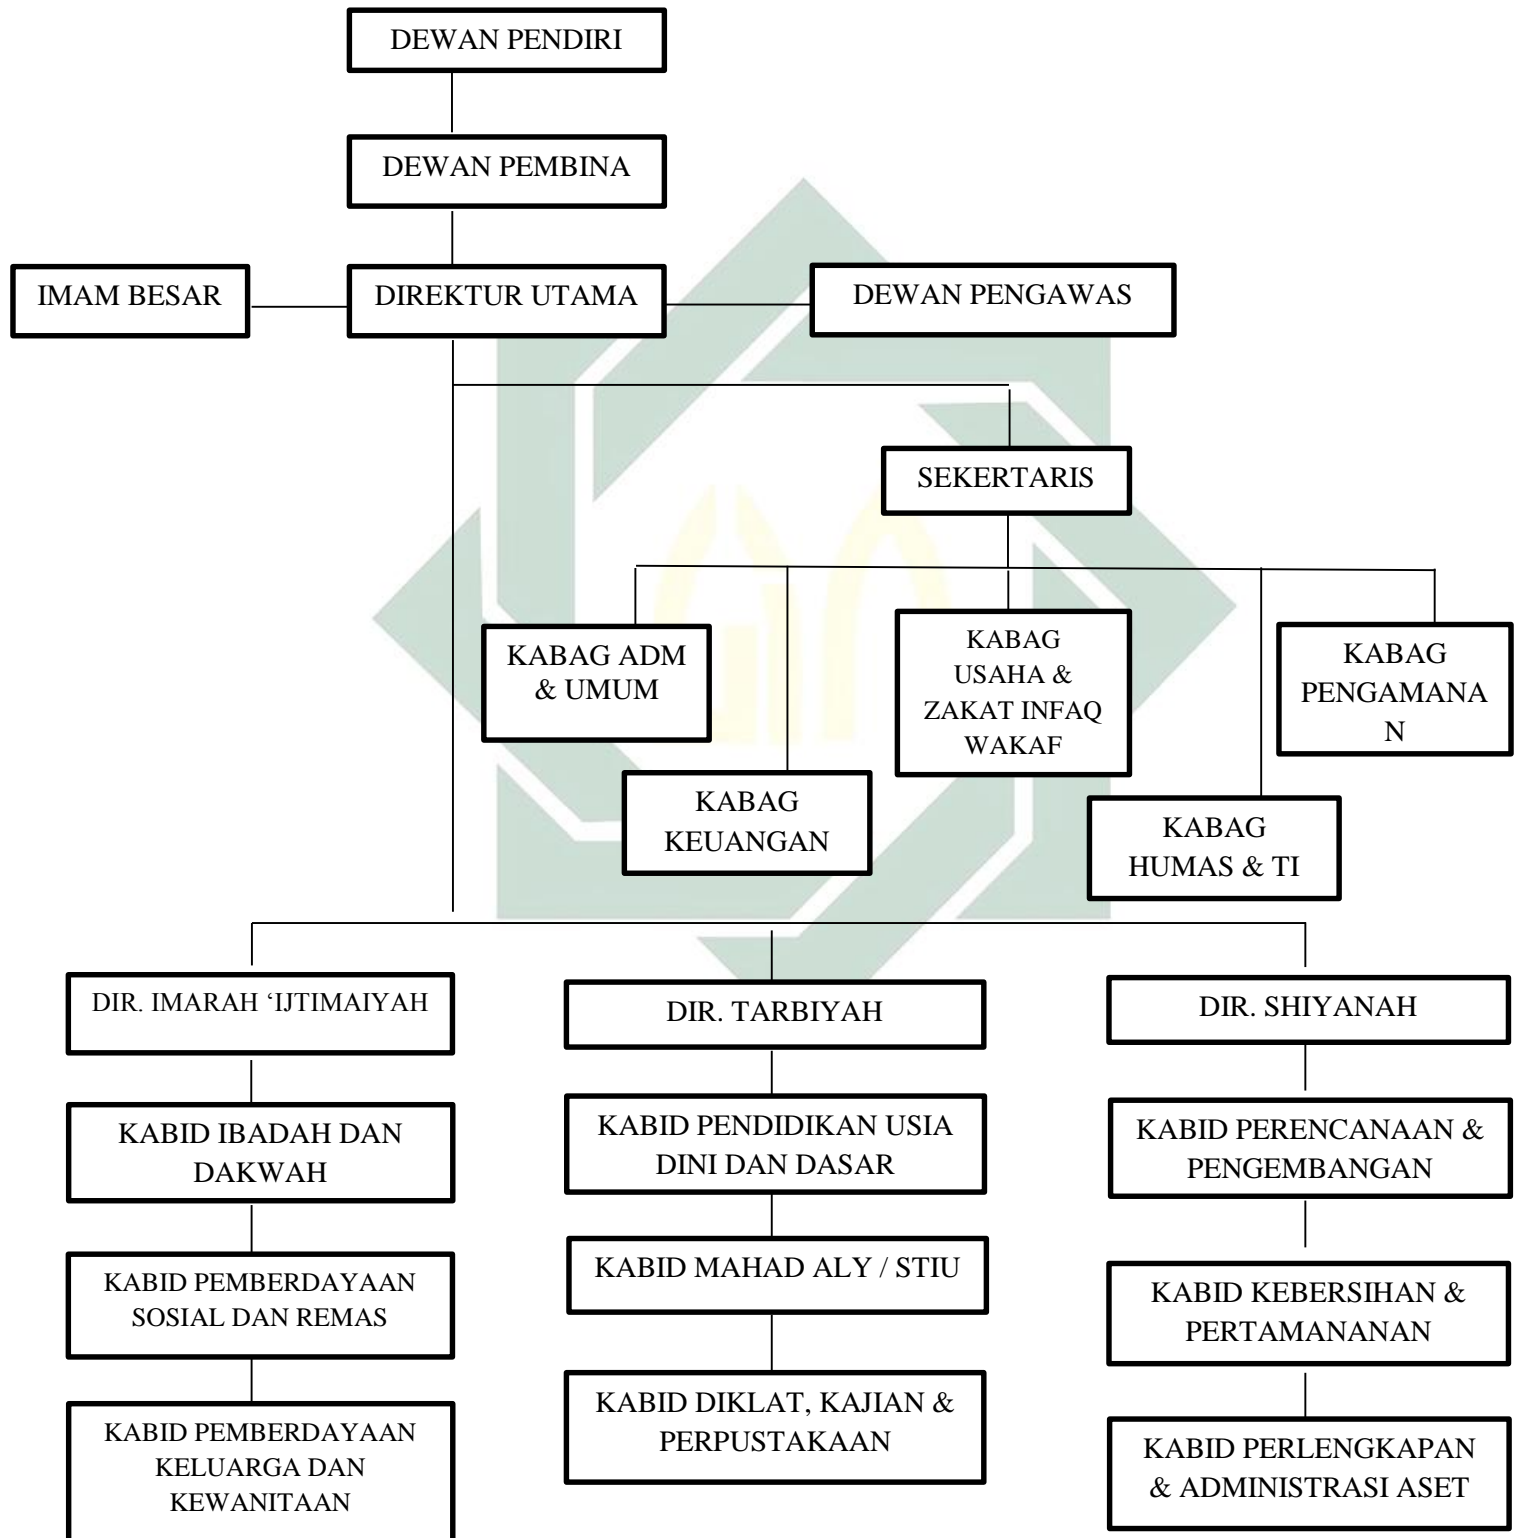 DEWAN PENDIRI
DEWAN PEMBINA
IMAM BESAR
DIREKTUR UTAMA
DEWAN PENGAWAS
SEKERTARIS
KABAG ADM
& UMUM
KABAG
USAHA &
ZAKAT INFAQ
WAKAF
KABAG
PENGAMANA
N
KABAG
KEUANGAN
KABAG
HUMAS & TI
DIR. IMARAH ‘IJTIMAIYAH
DIR. TARBIYAH
DIR. SHIYANAH
KABID IBADAH DAN
DAKWAH
KABID PENDIDIKAN USIA
DINI DAN DASAR
KABID PERENCANAAN &
PENGEMBANGAN
KABID PEMBERDAYAAN
SOSIAL DAN REMAS
KABID MAHAD ALY / STIU
KABID KEBERSIHAN &
PERTAMANANAN
KABID PEMBERDAYAAN
KELUARGA DAN
KEWANITAAN
KABID DIKLAT, KAJIAN &
PERPUSTAKAAN
KABID PERLENGKAPAN
& ADMINISTRASI ASET